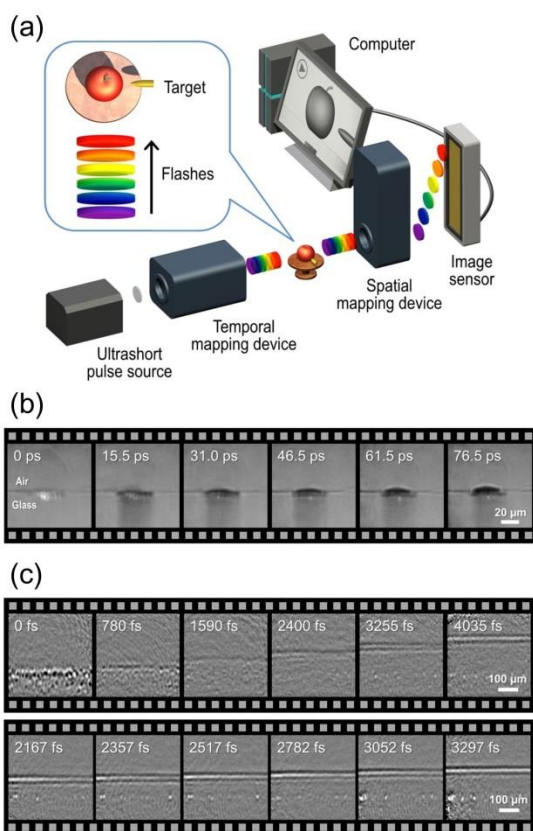 (a)
Computer
Target
Flashes
Image
sensor
Spatial
mapping device
Temporal
mapping device
Ultrashort
pulse source
(b)
0 ps 15.5 ps 31.0 ps 46.5 ps 61.5 ps 76.5 ps
Air
Glass
20 µm
(c)
0 fs 780 fs 1590 fs 2400 fs 3255 fs 4035 fs
100 µm
2167 fs 2357 fs 2517 fs 2782 fs 3052 fs 3297 fs
100 µm